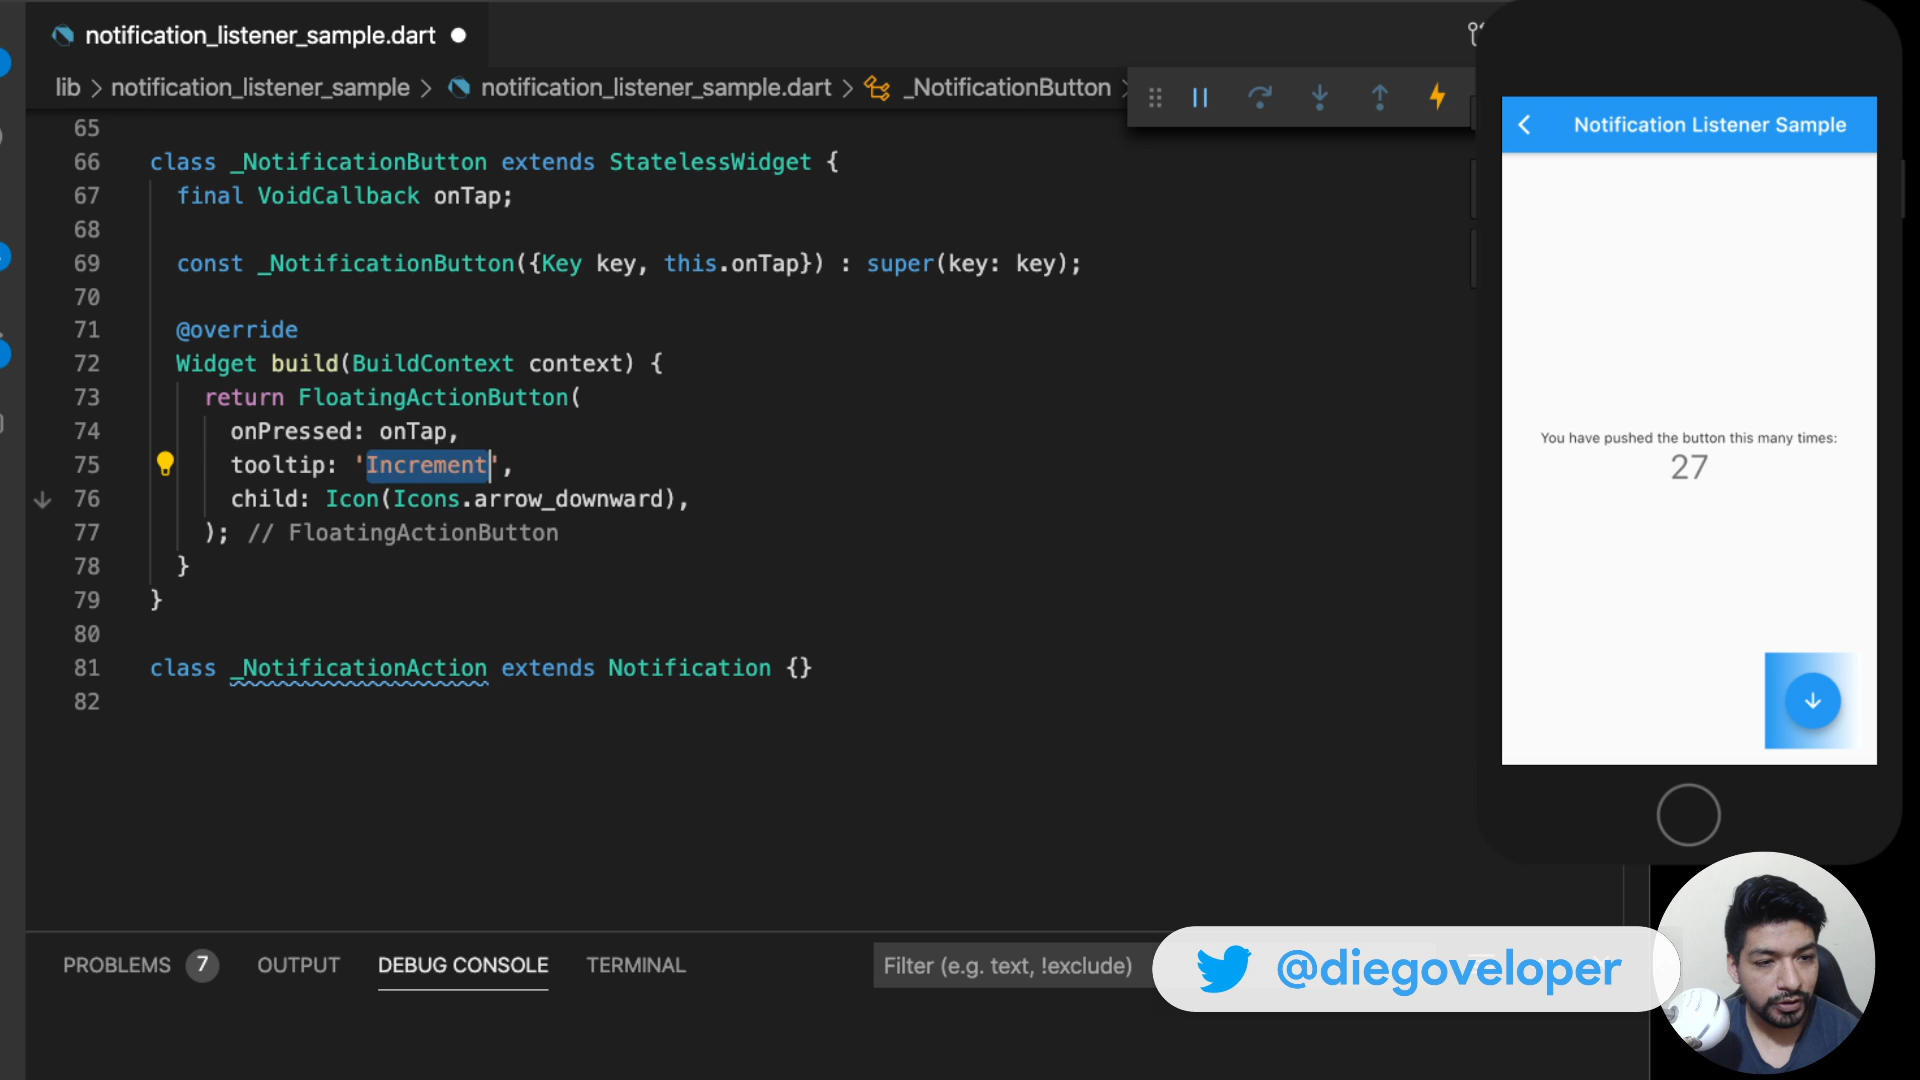 notification_listener_sample.dart
lib > notification_listener_sample > notification_listener_sample.dart > _NotificationButton >
65
66 class _NotificationButton extends StatelessWidget {
67 final VoidCallback onTap;
68
69 const _NotificationButton({Key key, this.onTap}) : super(key: key);
70
71 @override
72 Widget build(BuildContext context) {
73 return FloatingActionButton(
74 onPressed: onTap,
75 tooltip: 'Increment',
76 child: Icon(Icons.arrow_downward),
77 ); // FloatingActionButton
78 }
79 }
80
81 class _NotificationAction extends Notification {}
82
Notification Listener Sample
You have pushed the button this many times:
27
PROBLEMS 7 OUTPUT DEBUG CONSOLE TERMINAL Filter (e.g. text, !exclude)
@diegoveloper